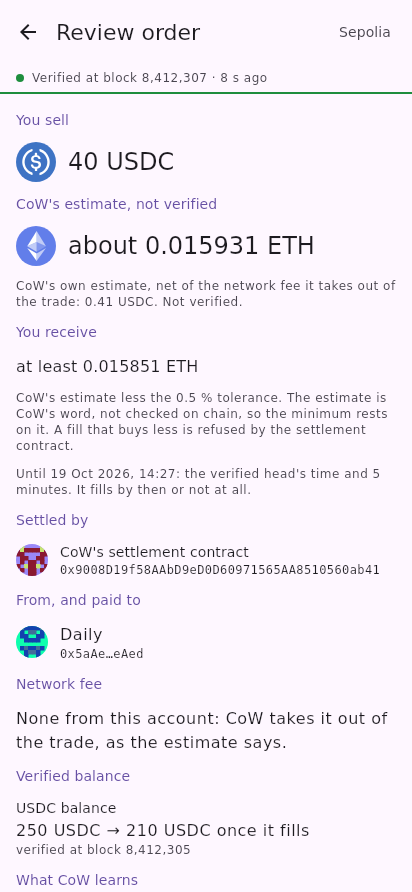 Review order
Sepolia
Verified at block 8,412,307 · 8 s ago
You sell
40 USDC
CoW's estimate, not verified
about 0.015931 ETH
CoW's own estimate, net of the network fee it takes out of
the trade: 0.41 USDC. Not verified.
You receive
at least 0.015851 ETH
CoW's estimate less the 0.5 % tolerance. The estimate is
CoW's word, not checked on chain, so the minimum rests
on it. A fill that buys less is refused by the settlement
contract.
Until 19 Oct 2026, 14:27: the verified head's time and 5
minutes. It fills by then or not at all.
Settled by
CoW's settlement contract
0x9008D19f58AAbD9eD0D60971565AA8510560ab41
From, and paid to
Daily
0x5aAe…eAed
Network fee
None from this account: CoW takes it out of
the trade, as the estimate says.
Verified balance
USDC balance
250 USDC → 210 USDC once it fills
verified at block 8,412,305
What CoW learns